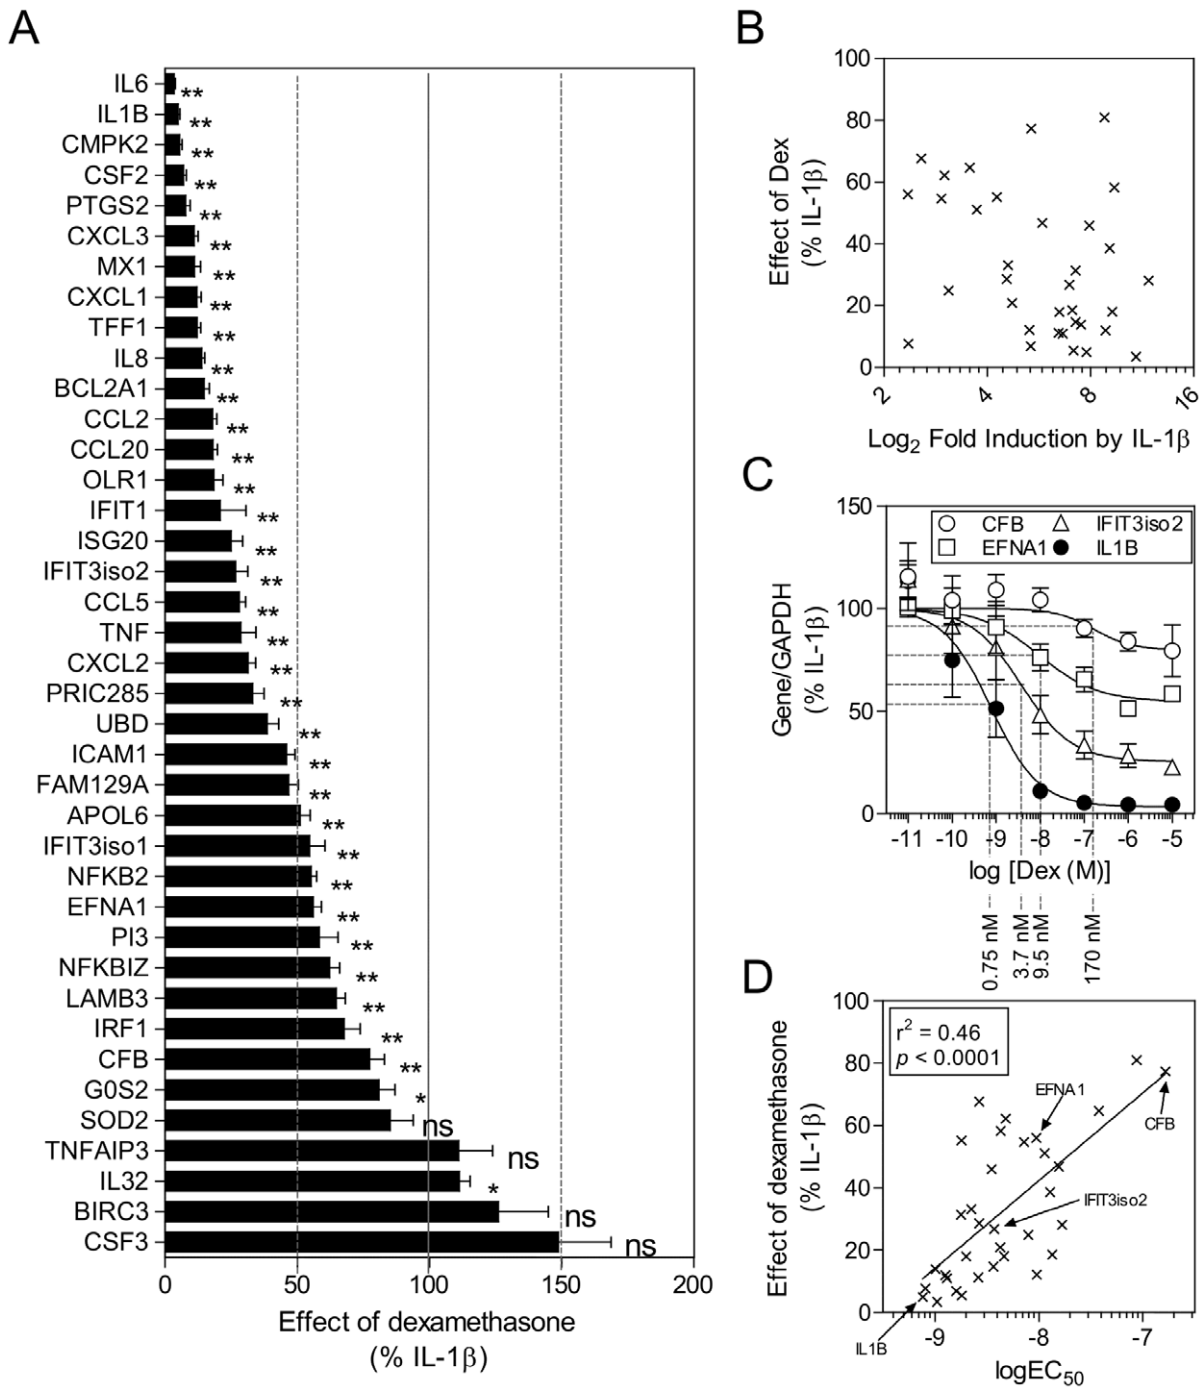 A
IL6
**
IL1B
**
CMPK2
**
CSF2
**
PTGS2
**
CXCL3
**
MX1
**
CXCL1
**
TFF1
**
IL8
**
BCL2A1
**
CCL2
**
CCL20
**
OLR1
**
IFIT1
**
ISG20
**
IFIT3iso2
**
CCL5
**
TNF
**
CXCL2
**
PRIC285
**
UBD
**
ICAM1
**
FAM129A
**
APOL6
**
IFIT3iso1
**
NFKB2
**
EFNA1
**
PI3
**
NFKBIZ
**
LAMB3
**
IRF1
**
CFB
**
G0S2
*
SOD2
ns
TNFAIP3
ns
IL32
*
BIRC3
ns
CSF3
ns
0 50 100 150 200
Effect of dexamethasone
(% IL-1β)
B
Effect of Dex
(% IL-1β)
100
80
60
40
20
0
2 4 8 16
Log2 Fold Induction by IL-1β
C
Gene/GAPDH
(% IL-1β)
150
100
50
0
CFB IFIT3iso2
EFNA1 IL1B
-11 -10 -9 -8 -7 -6 -5
log [Dex (M)]
0.75 nM
3.7 nM
9.5 nM
170 nM
D
Effect of dexamethasone
(% IL-1β)
100
80
60
40
20
0
r2 = 0.46
p < 0.0001
EFNA1
CFB
IFIT3iso2
IL1B
-9 -8 -7
logEC50